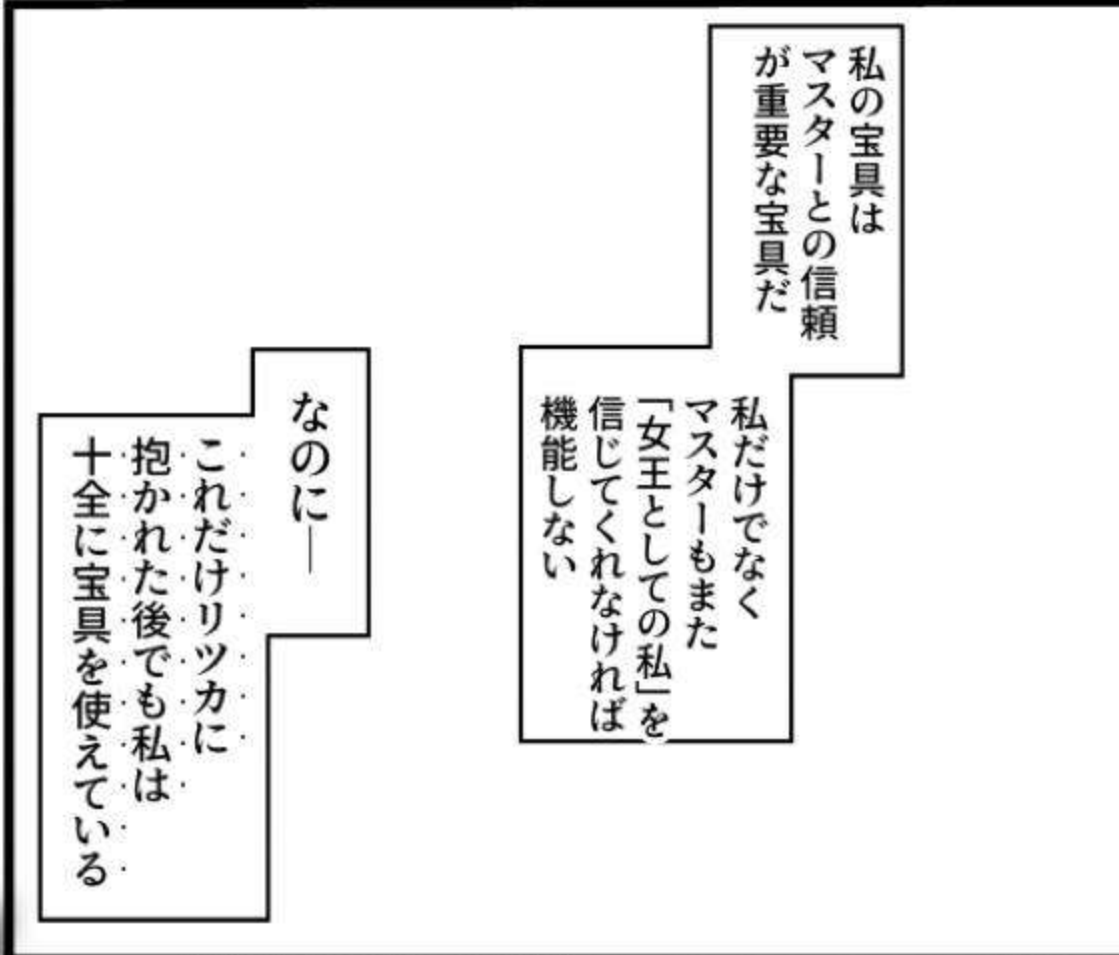 私の宝具は
マスターとの信頼
が重要な宝具だ
私だけでなく
マスターもまた
「女王としての私」を
信じてくれなければ
機能しない
なのに―
これだけリツカに
抱かれた後でも私は
十全に宝具を使えている